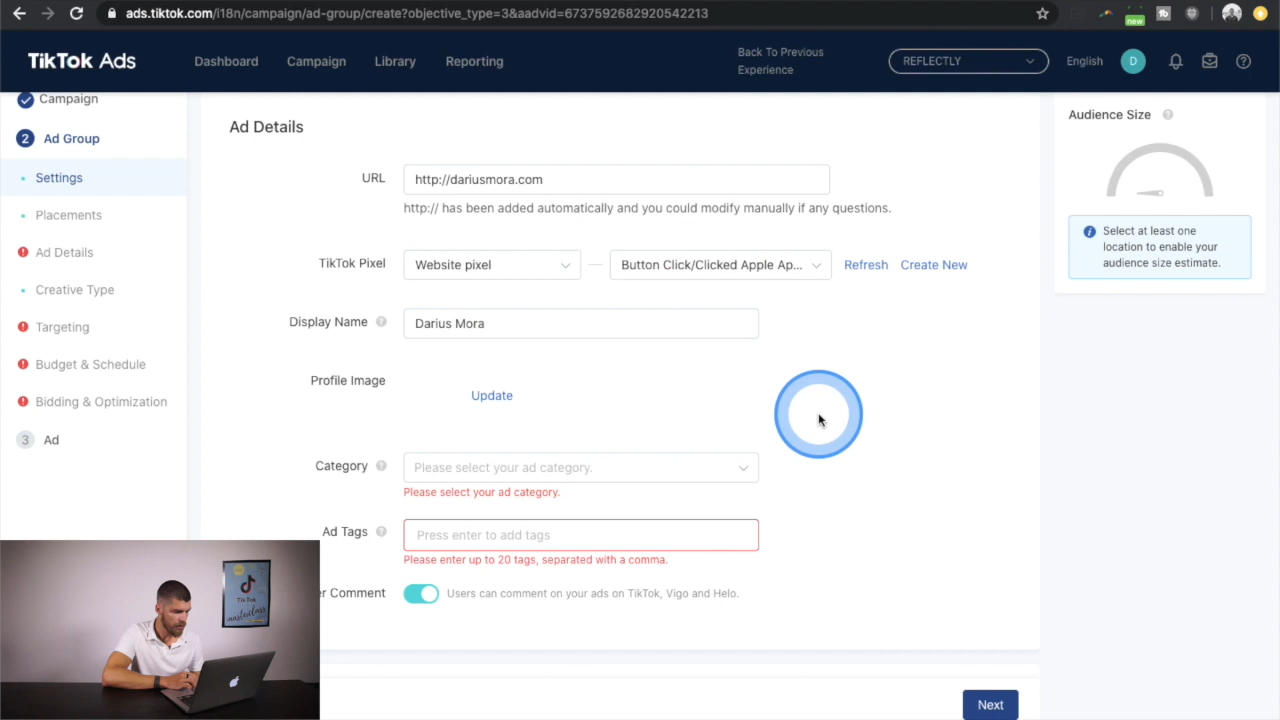 ads.tiktok.com/i18n/campaign/ad-group/create?objective_type=3&aadvid=6737592682920542213
new
TikTok Ads
Dashboard
Campaign
Library
Reporting
Back To Previous
Experience
REFLECTLY
English
D
Campaign
2 Ad Group
Settings
Placements
Ad Details
Creative Type
Targeting
Budget & Schedule
Bidding & Optimization
3 Ad
Ad Details
URL
http://dariusmora.com
http:// has been added automatically and you could modify manually if any questions.
TikTok Pixel
Website pixel
Button Click/Clicked Apple Ap...
Refresh
Create New
Display Name
Darius Mora
Profile Image
Update
Category
Please select your ad category.
Please select your ad category.
Ad Tags
Press enter to add tags
Please enter up to 20 tags, separated with a comma.
er Comment
Users can comment on your ads on TikTok, Vigo and Helo.
Next
Audience Size
Select at least one
location to enable your
audience size estimate.
Tik Tok
masterclass